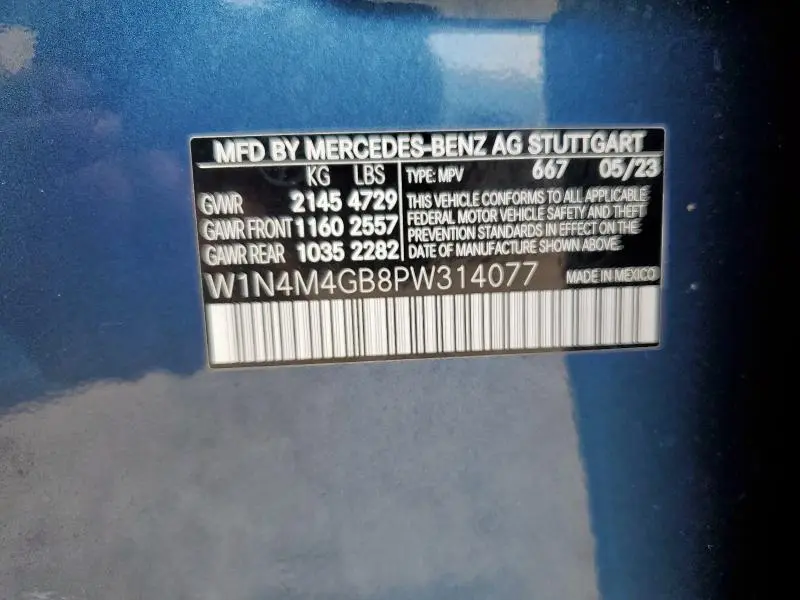 MFD BY MERCEDES-BENZ AG STUTTGART
KG LBS
GVWR 2145 4729
GAWR FRONT 1160 2557
GAWR REAR 1035 2282
TYPE: MPV 667 05/23
THIS VEHICLE CONFORMS TO ALL APPLICABLE
FEDERAL MOTOR VEHICLE SAFETY AND THEFT
PREVENTION STANDARDS IN EFFECT ON THE
DATE OF MANUFACTURE SHOWN ABOVE.
W1N4M4GB8PW314077
MADE IN MEXICO